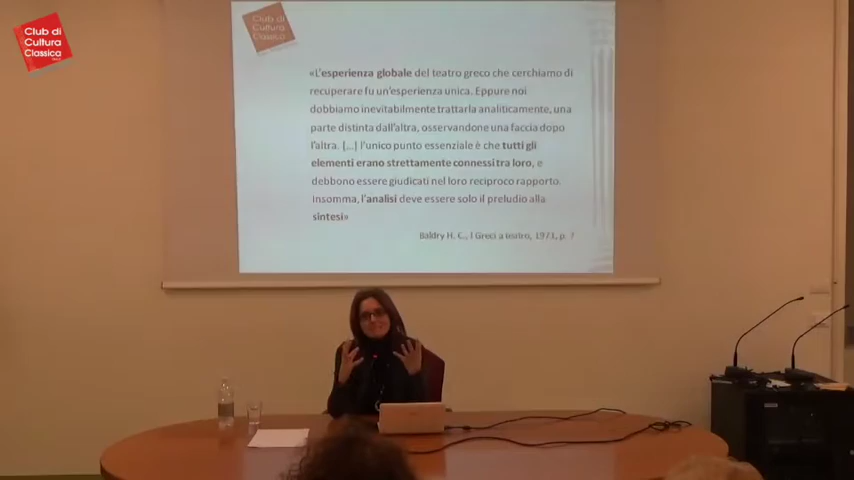 Club di
Cultura
Classica
Club di
Cultura
Classica
«L'esperienza globale del teatro greco che cerchiamo di
recuperare fu un'esperienza unica. Eppure noi
dobbiamo inevitabilmente trattarla analiticamente, una
parte distinta dall'altra, osservandone una faccia dopo
l'altra. [...] l'unico punto essenziale è che tutti gli
elementi erano strettamente connessi tra loro, e
debbono essere giudicati nel loro reciproco rapporto.
Insomma, l'analisi deve essere solo il preludio alla
sintesi»
Baldry H. C., I Greci a teatro, 1971, p. 7